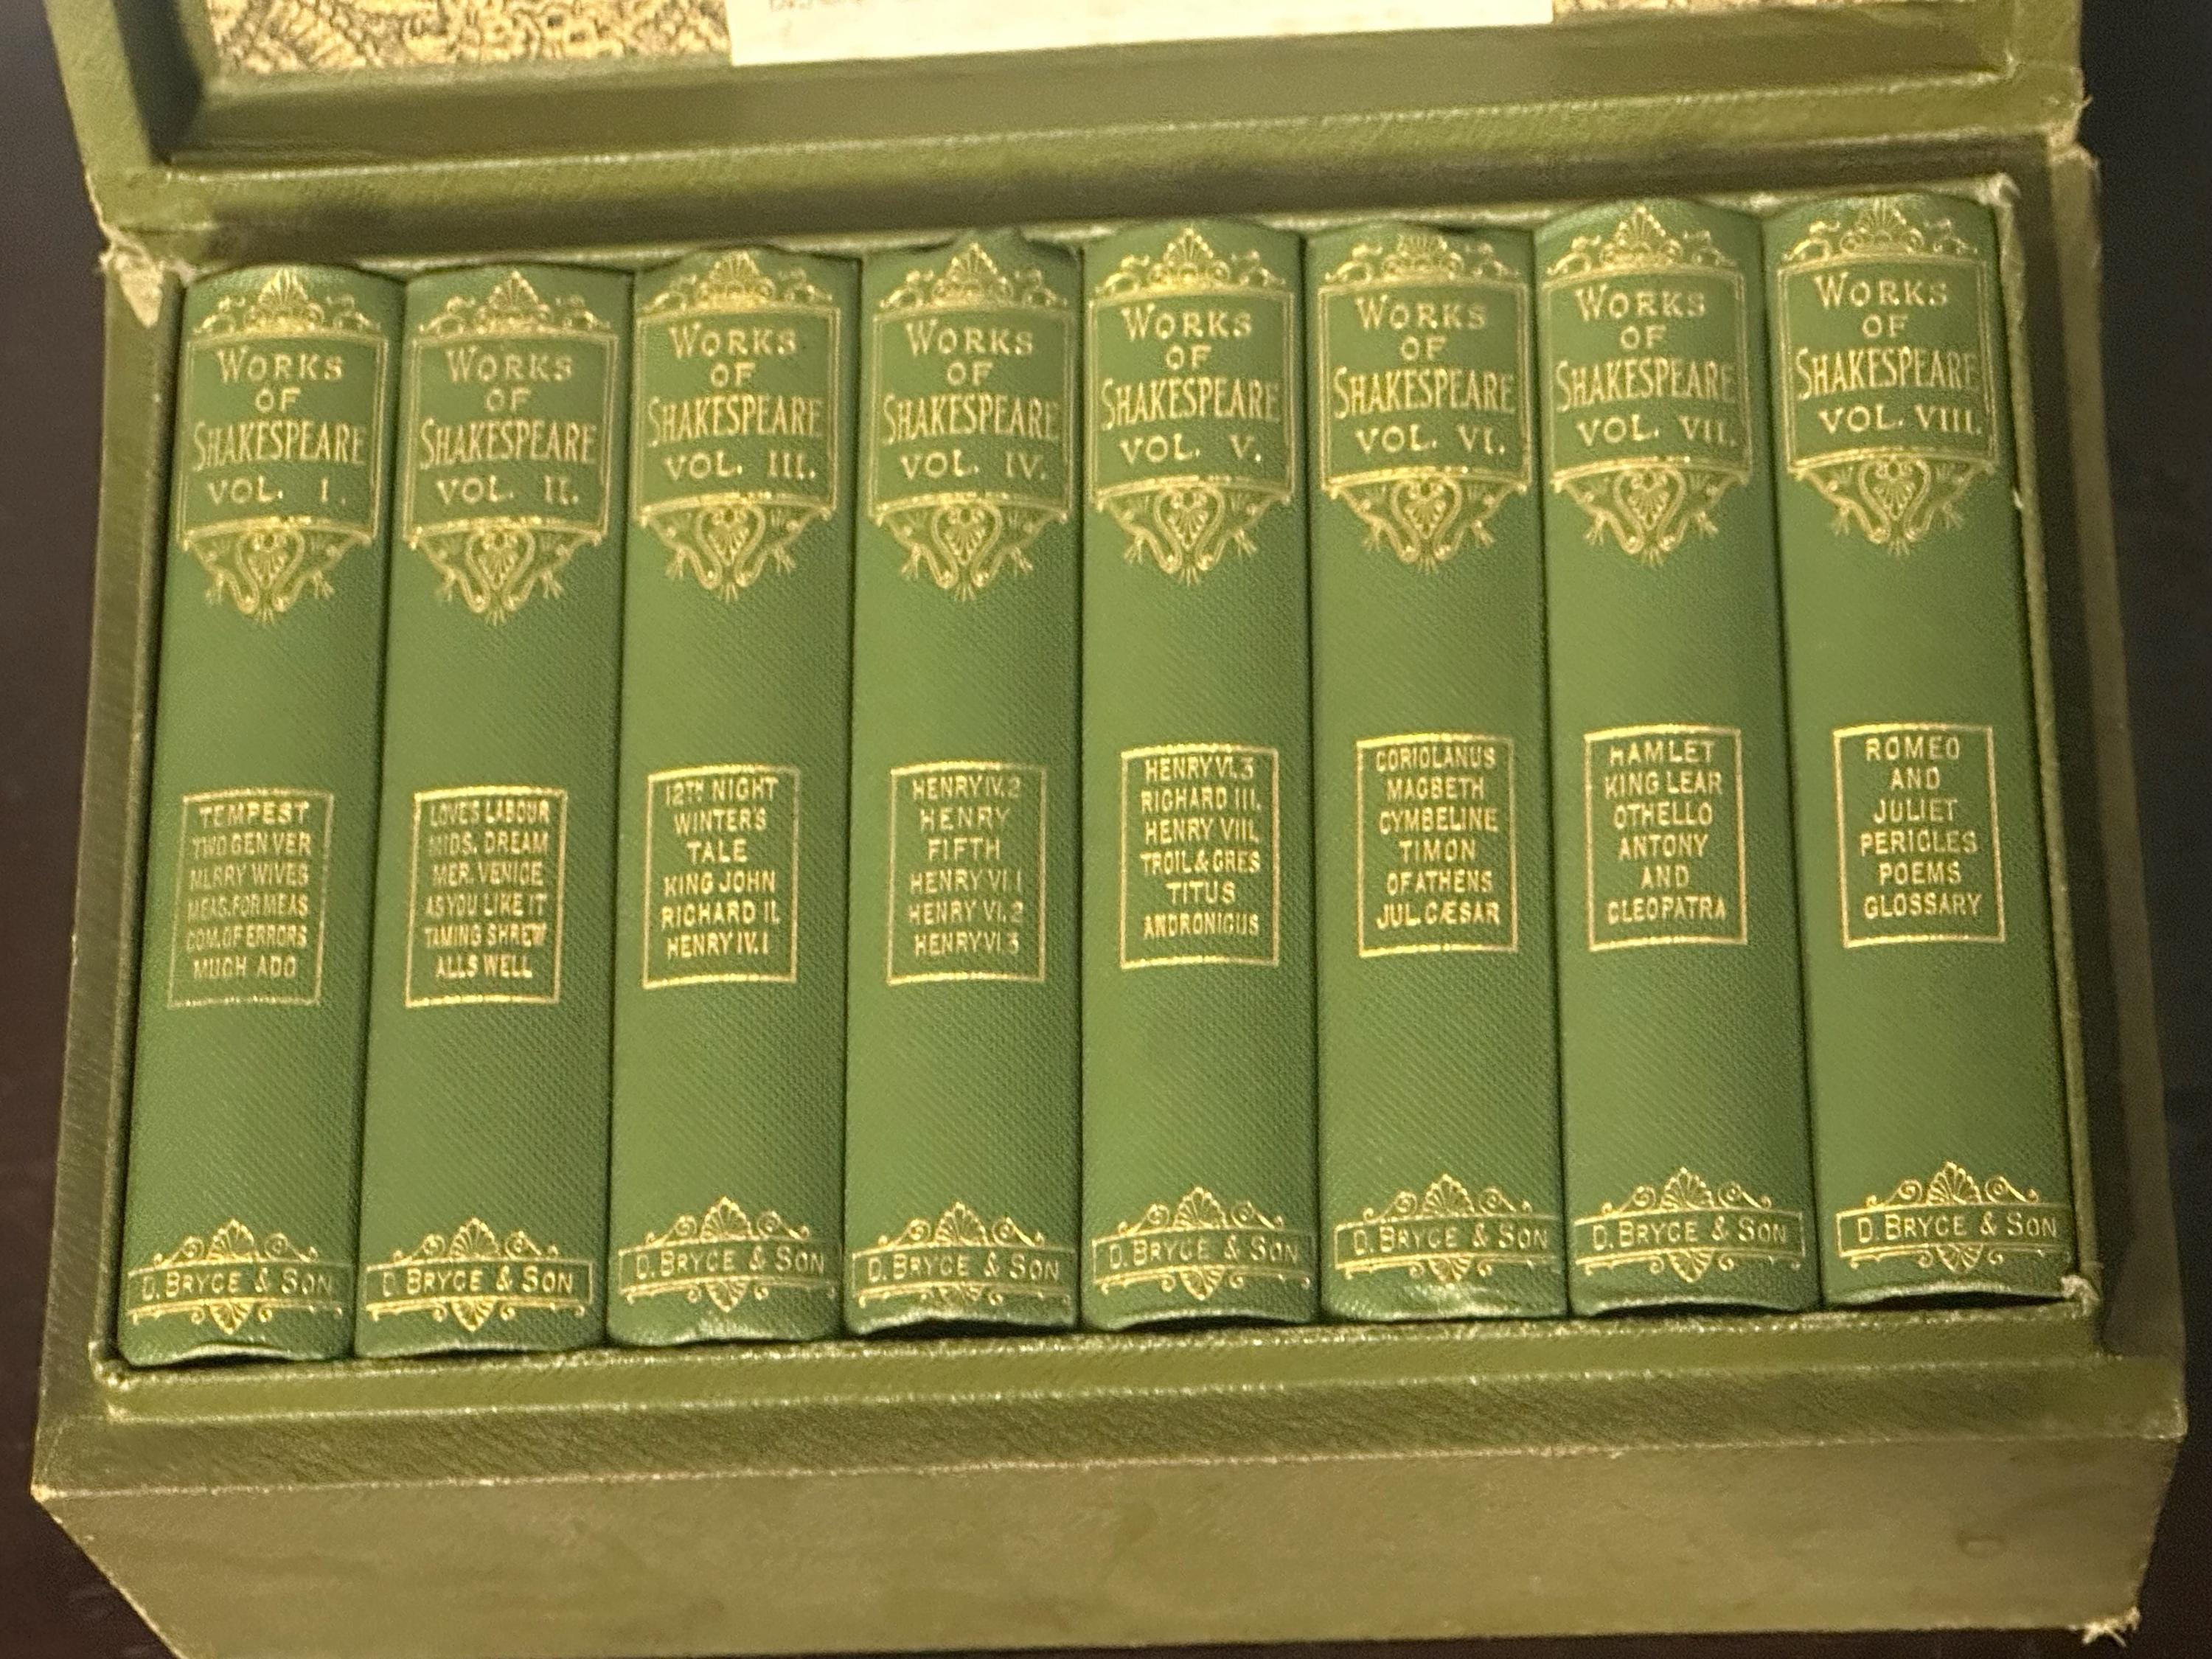 WORKS
OF
SHAKESPEARE
VOL. I.
TEMPEST
TWO GEN VER
MERRY WIVES
MEAS. FOR MEAS
COM. OF ERRORS
MUCH ADO
D. BRYCE & SON
WORKS
OF
SHAKESPEARE
VOL. II.
LOVE'S LABOUR
MIDS. DREAM
MER. VENICE
AS YOU LIKE IT
TAMING SHREW
ALLS WELL
D. BRYCE & SON
WORKS
OF
SHAKESPEARE
VOL. III.
12TH NIGHT
WINTER'S
TALE
KING JOHN
RICHARD II.
HENRY IV. 1
D. BRYCE & SON
WORKS
OF
SHAKESPEARE
VOL. IV.
HENRY IV. 2
HENRY
FIFTH
HENRY VI. 1
HENRY VI. 2
HENRY VI. 3
D. BRYCE & SON
WORKS
OF
SHAKESPEARE
VOL. V.
HENRY VI. 3
RICHARD III.
HENRY VIII.
TROIL & CRES
TITUS
ANDRONICUS
D. BRYCE & SON
WORKS
OF
SHAKESPEARE
VOL. VI.
CORIOLANUS
MACBETH
CYMBELINE
TIMON
OF ATHENS
JUL. CÆSAR
D. BRYCE & SON
WORKS
OF
SHAKESPEARE
VOL. VII.
HAMLET
KING LEAR
OTHELLO
ANTONY
AND
CLEOPATRA
D. BRYCE & SON
WORKS
OF
SHAKESPEARE
VOL. VIII.
ROMEO
AND
JULIET
PERICLES
POEMS
GLOSSARY
D. BRYCE & SON